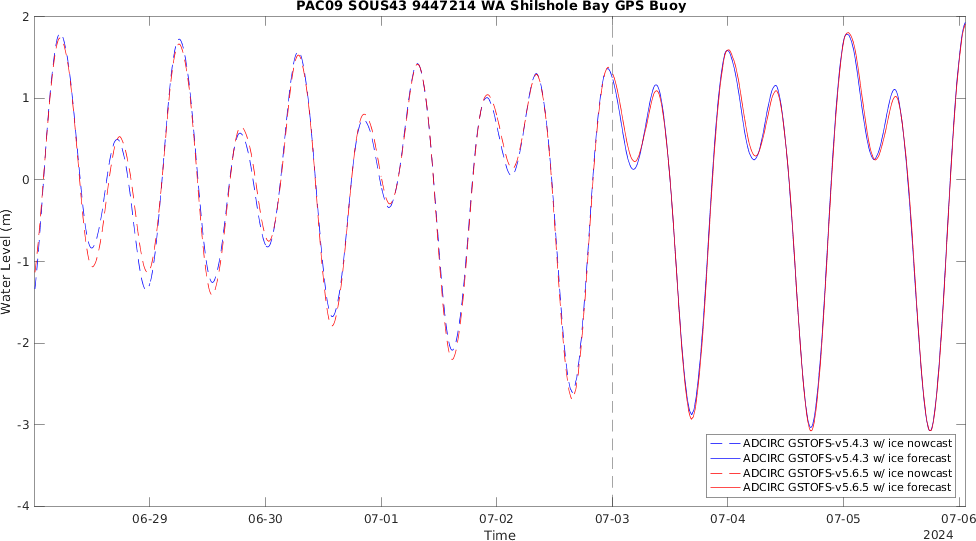 PAC09 SOUS43 9447214 WA Shilshole Bay GPS Buoy
2
1
0
-1
-2
-3
-4
Water Level (m)
ADCIRC GSTOFS-v5.4.3 w/ ice nowcast
ADCIRC GSTOFS-v5.4.3 w/ ice forecast
ADCIRC GSTOFS-v5.6.5 w/ ice nowcast
ADCIRC GSTOFS-v5.6.5 w/ ice forecast
06-29 06-30 07-01 07-02 07-03 07-04 07-05 07-06
Time
2024